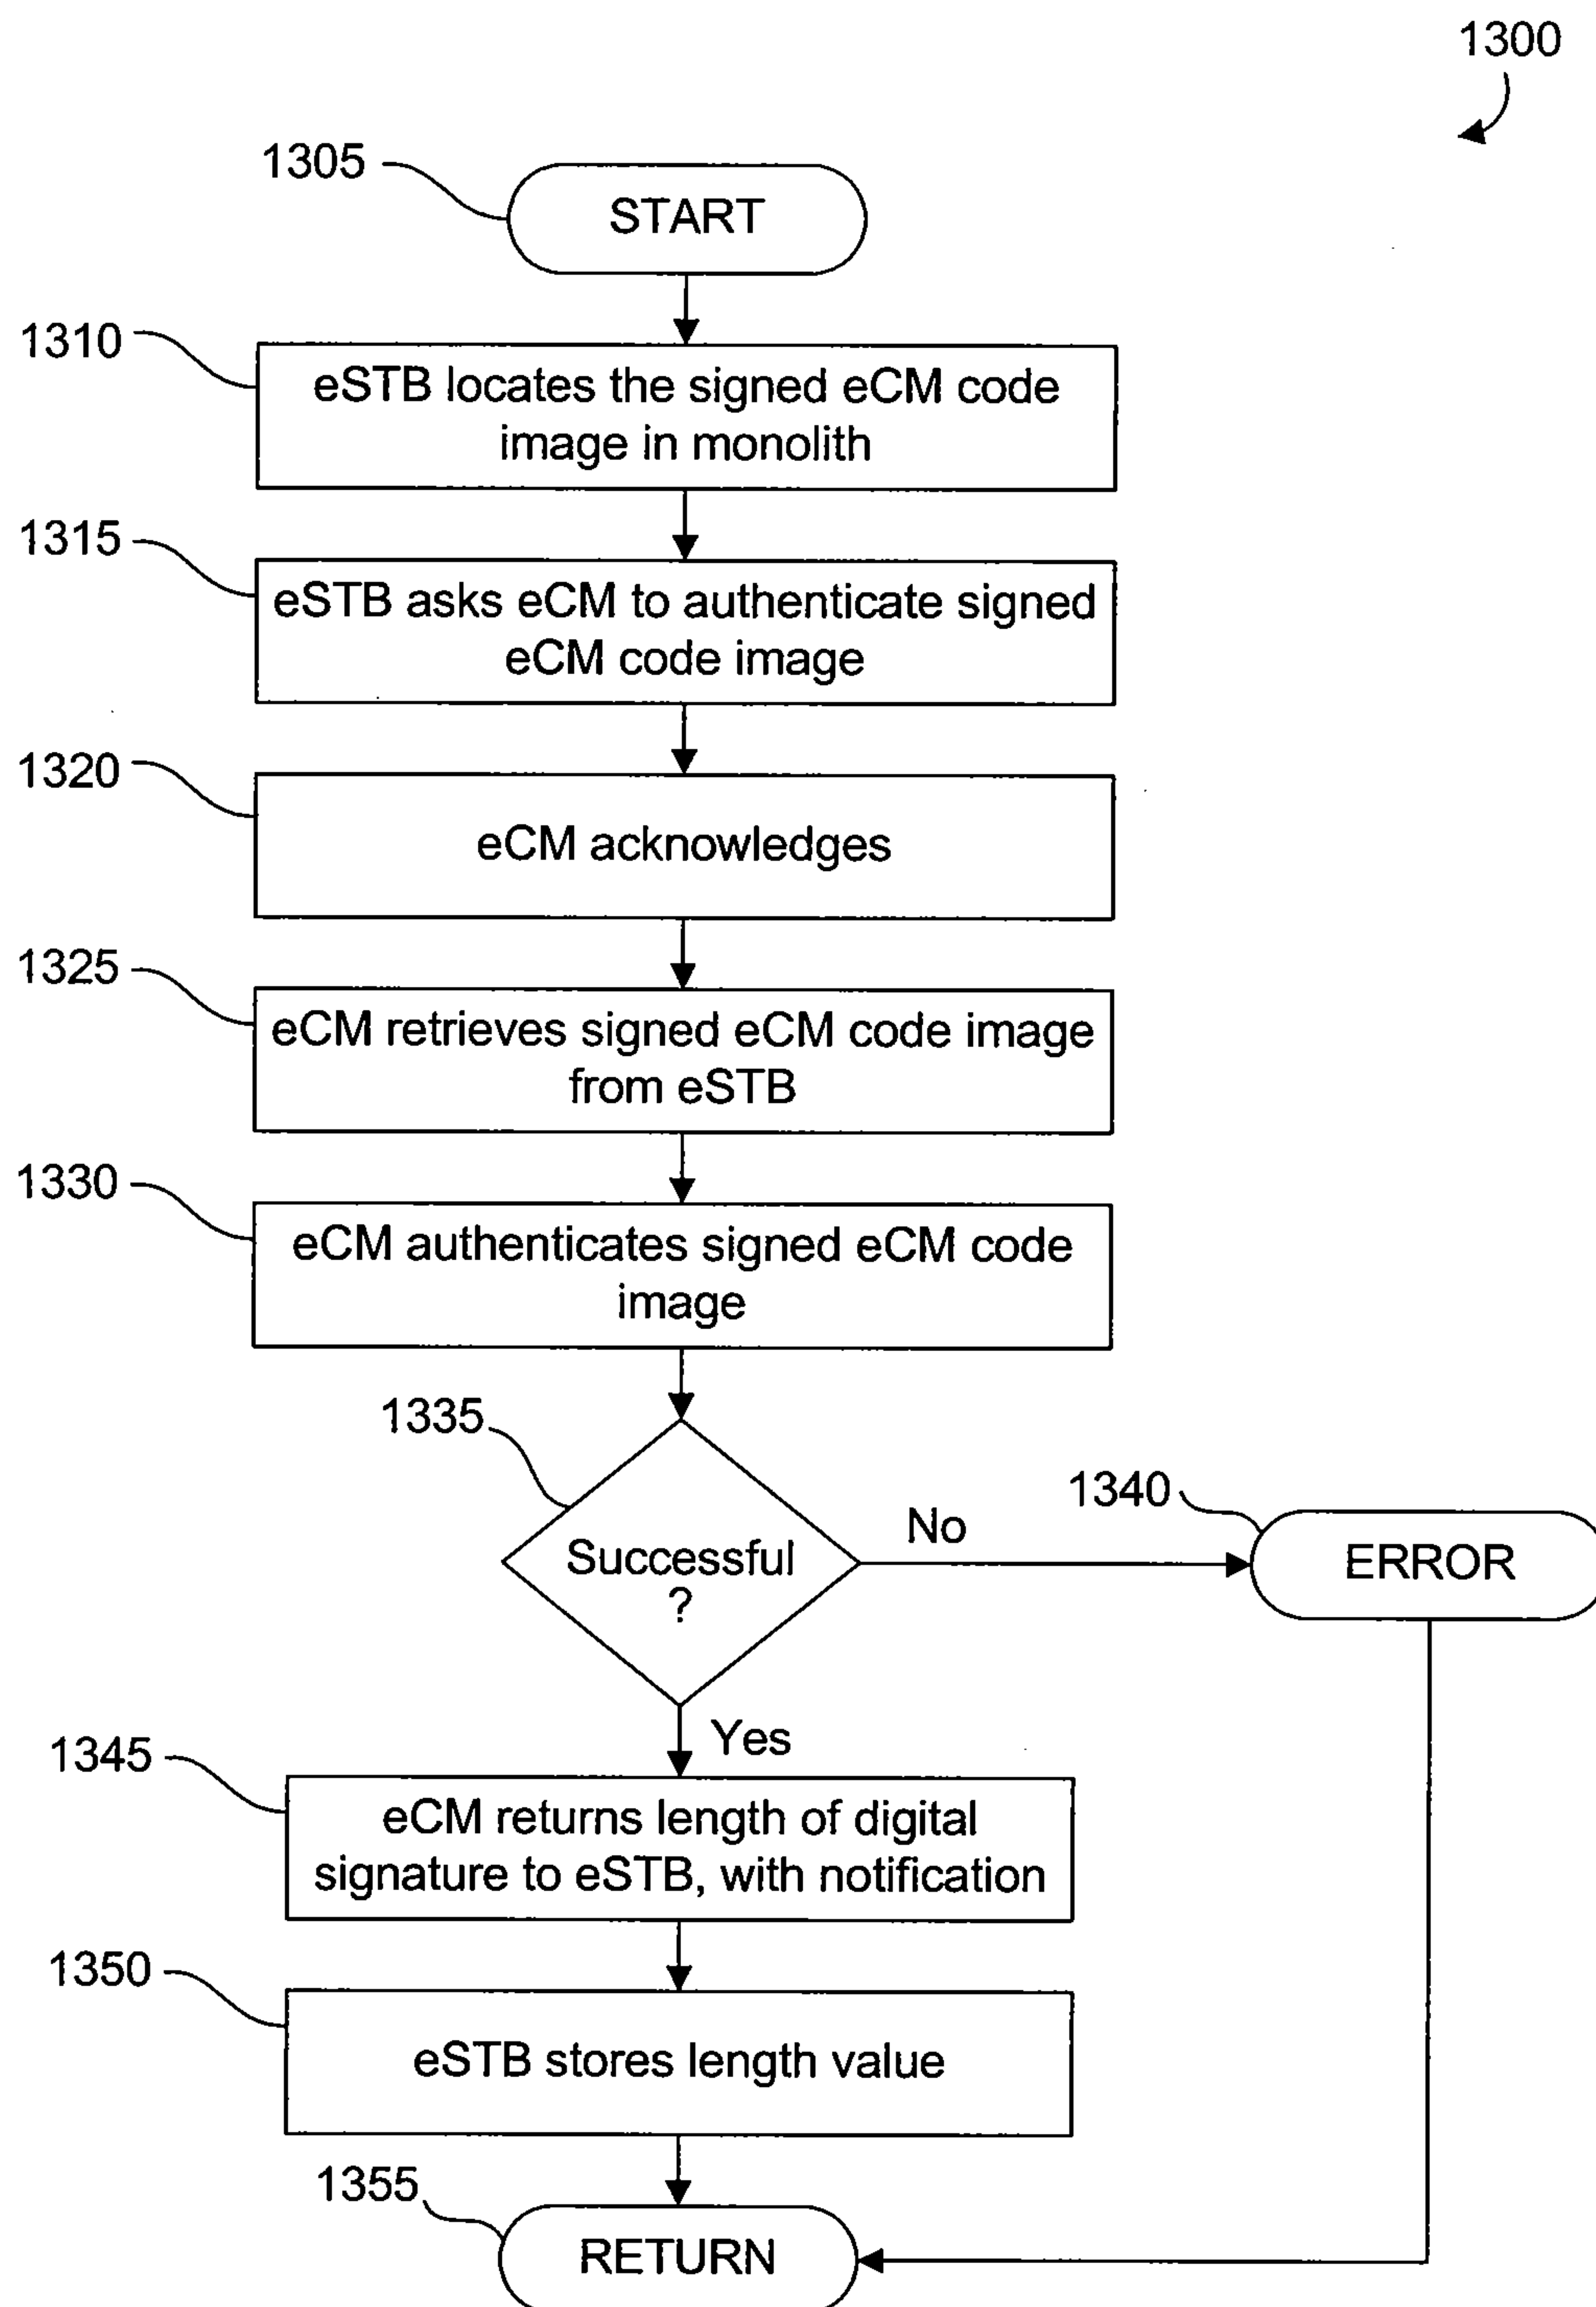 1300
1305
START
1310
eSTB locates the signed eCM code
image in monolith
1315
eSTB asks eCM to authenticate signed
eCM code image
1320
eCM acknowledges
1325
eCM retrieves signed eCM code image
from eSTB
1330
eCM authenticates signed eCM code
image
1335
Successful
?
No
1340
ERROR
Yes
1345
eCM returns length of digital
signature to eSTB, with notification
1350
eSTB stores length value
1355
RETURN